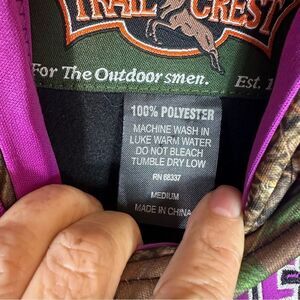 TRAIL CREST
For The Outdoorsmen. Est. 1
100% POLYESTER
MACHINE WASH IN
LUKE WARM WATER
DO NOT BLEACH
TUMBLE DRY LOW
RN 68337
MEDIUM
MADE IN CHINA